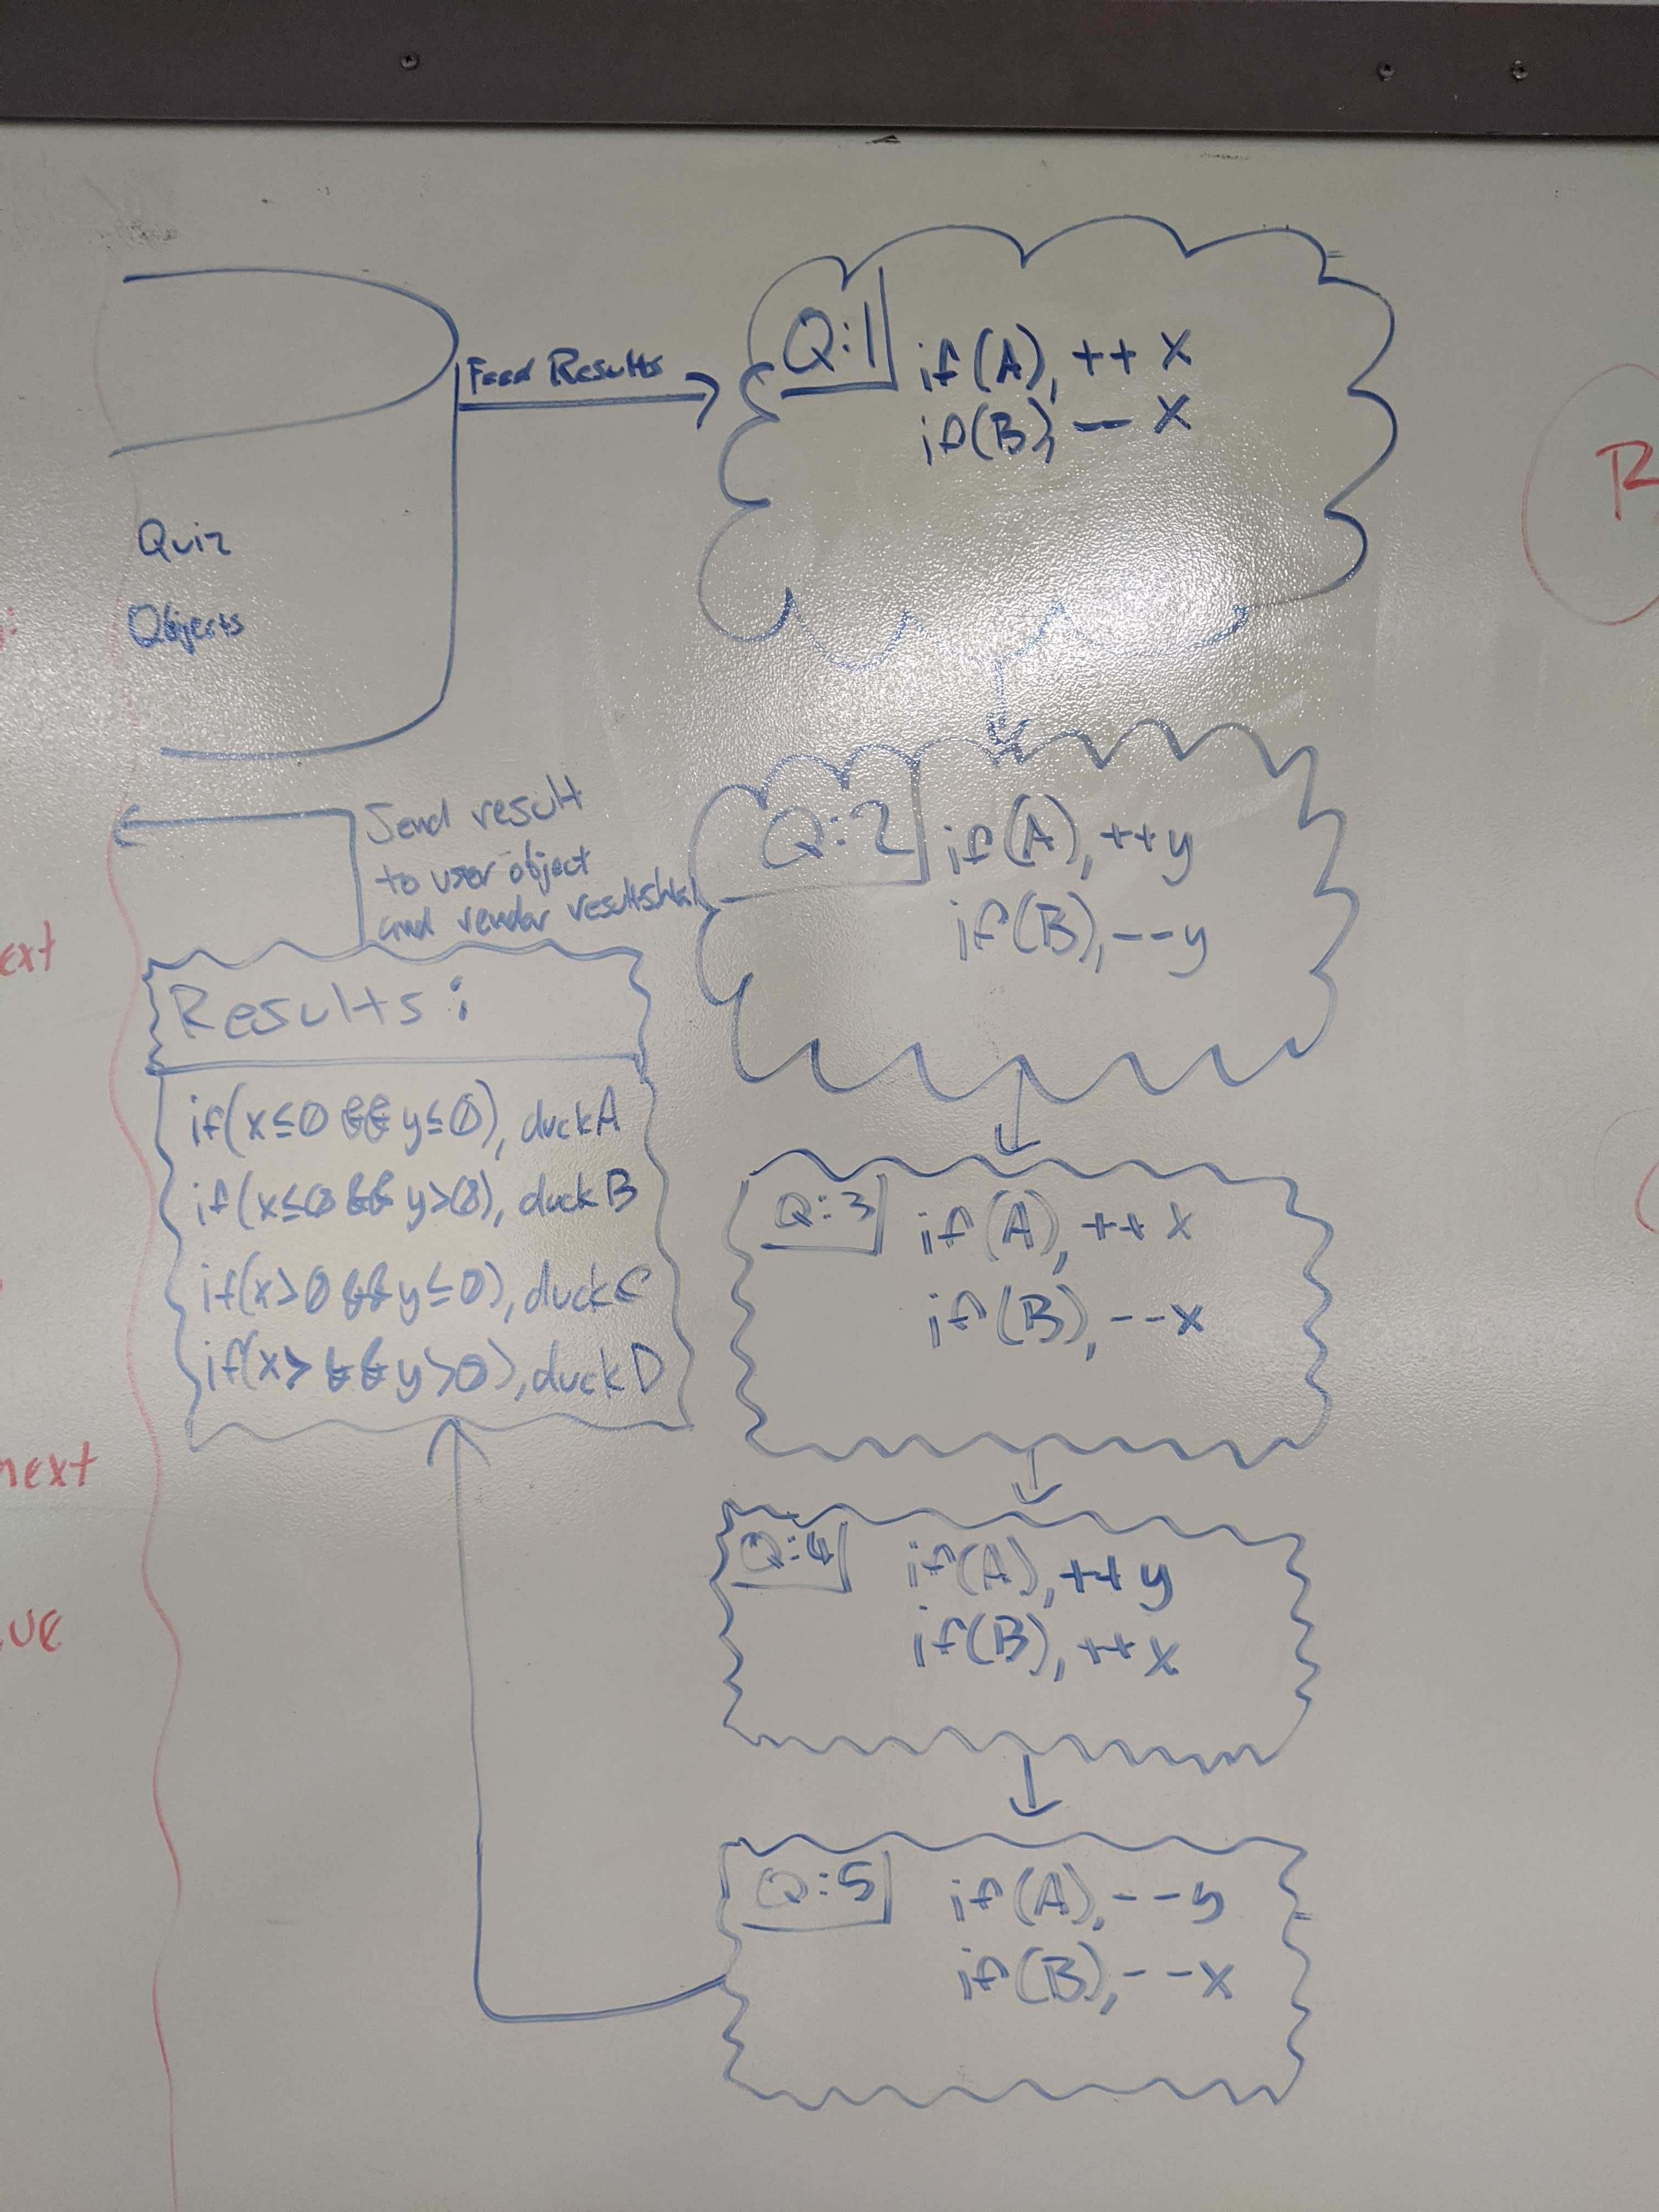 Feed Results
Quiz
Objects
Q:1
if(A), ++ X
if(B), -- X
Q:2
if(A), ++y
if(B), --y
Send result
to user object
and render
Results:
if(x≤0 && y≤0), duckA
if(x≤0 && y>0), duckB
if(x>0 && y≤0), duckC
if(x> && y>0), duckD
Q:3
if(A), ++ X
if(B), --X
Q:4
if(A), ++y
if(B), ++x
Q:5
if(A), --y
if(B), --X
ext
next
ue